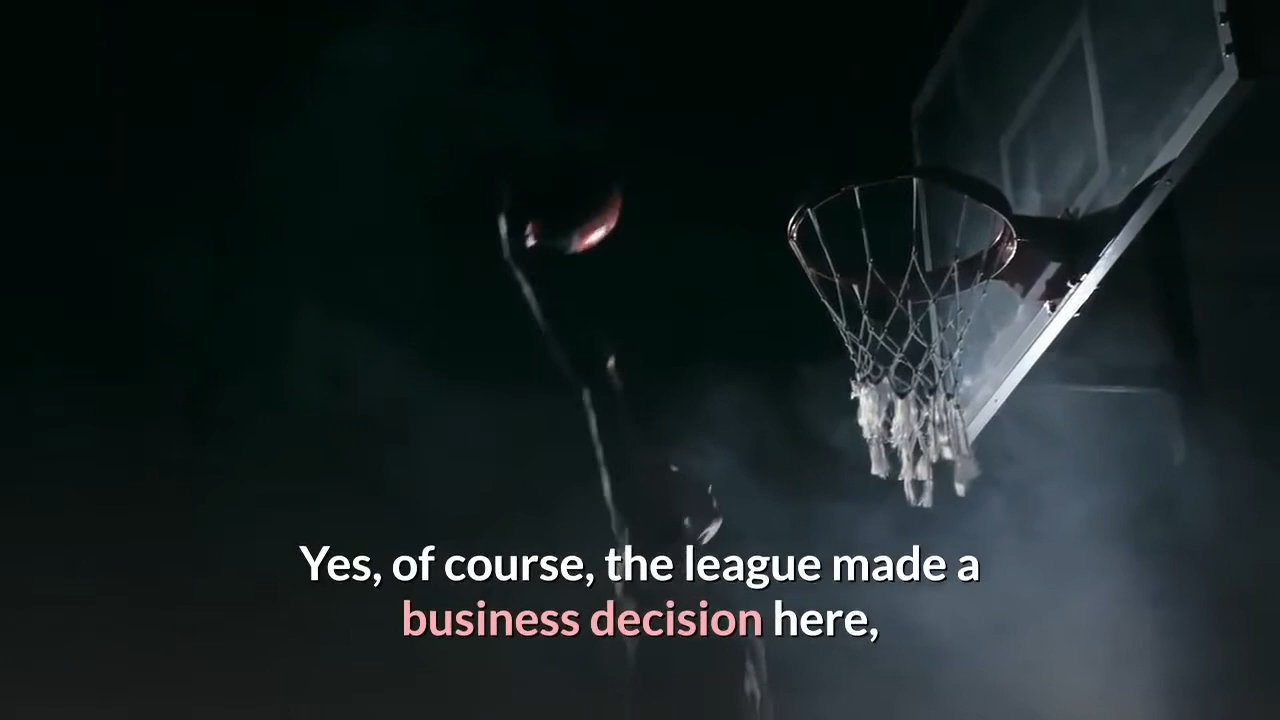 Yes, of course, the league made a
business decision here,